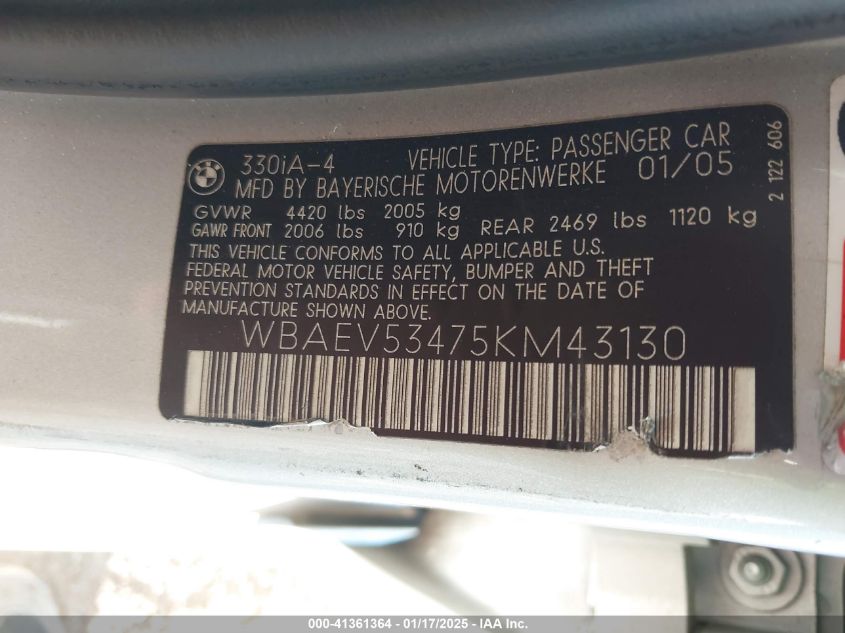 BMW
330iA-4 VEHICLE TYPE: PASSENGER CAR
MFD BY BAYERISCHE MOTORENWERKE 01/05
GVWR 4420 lbs 2005 kg
GAWR FRONT 2006 lbs 910 kg REAR 2469 lbs 1120 kg
THIS VEHICLE CONFORMS TO ALL APPLICABLE U.S.
FEDERAL MOTOR VEHICLE SAFETY, BUMPER AND THEFT
PREVENTION STANDARDS IN EFFECT ON THE DATE OF
MANUFACTURE SHOWN ABOVE.
WBAEV53475KM43130
2 122 606
000-41361364 - 01/17/2025 - IAA Inc.